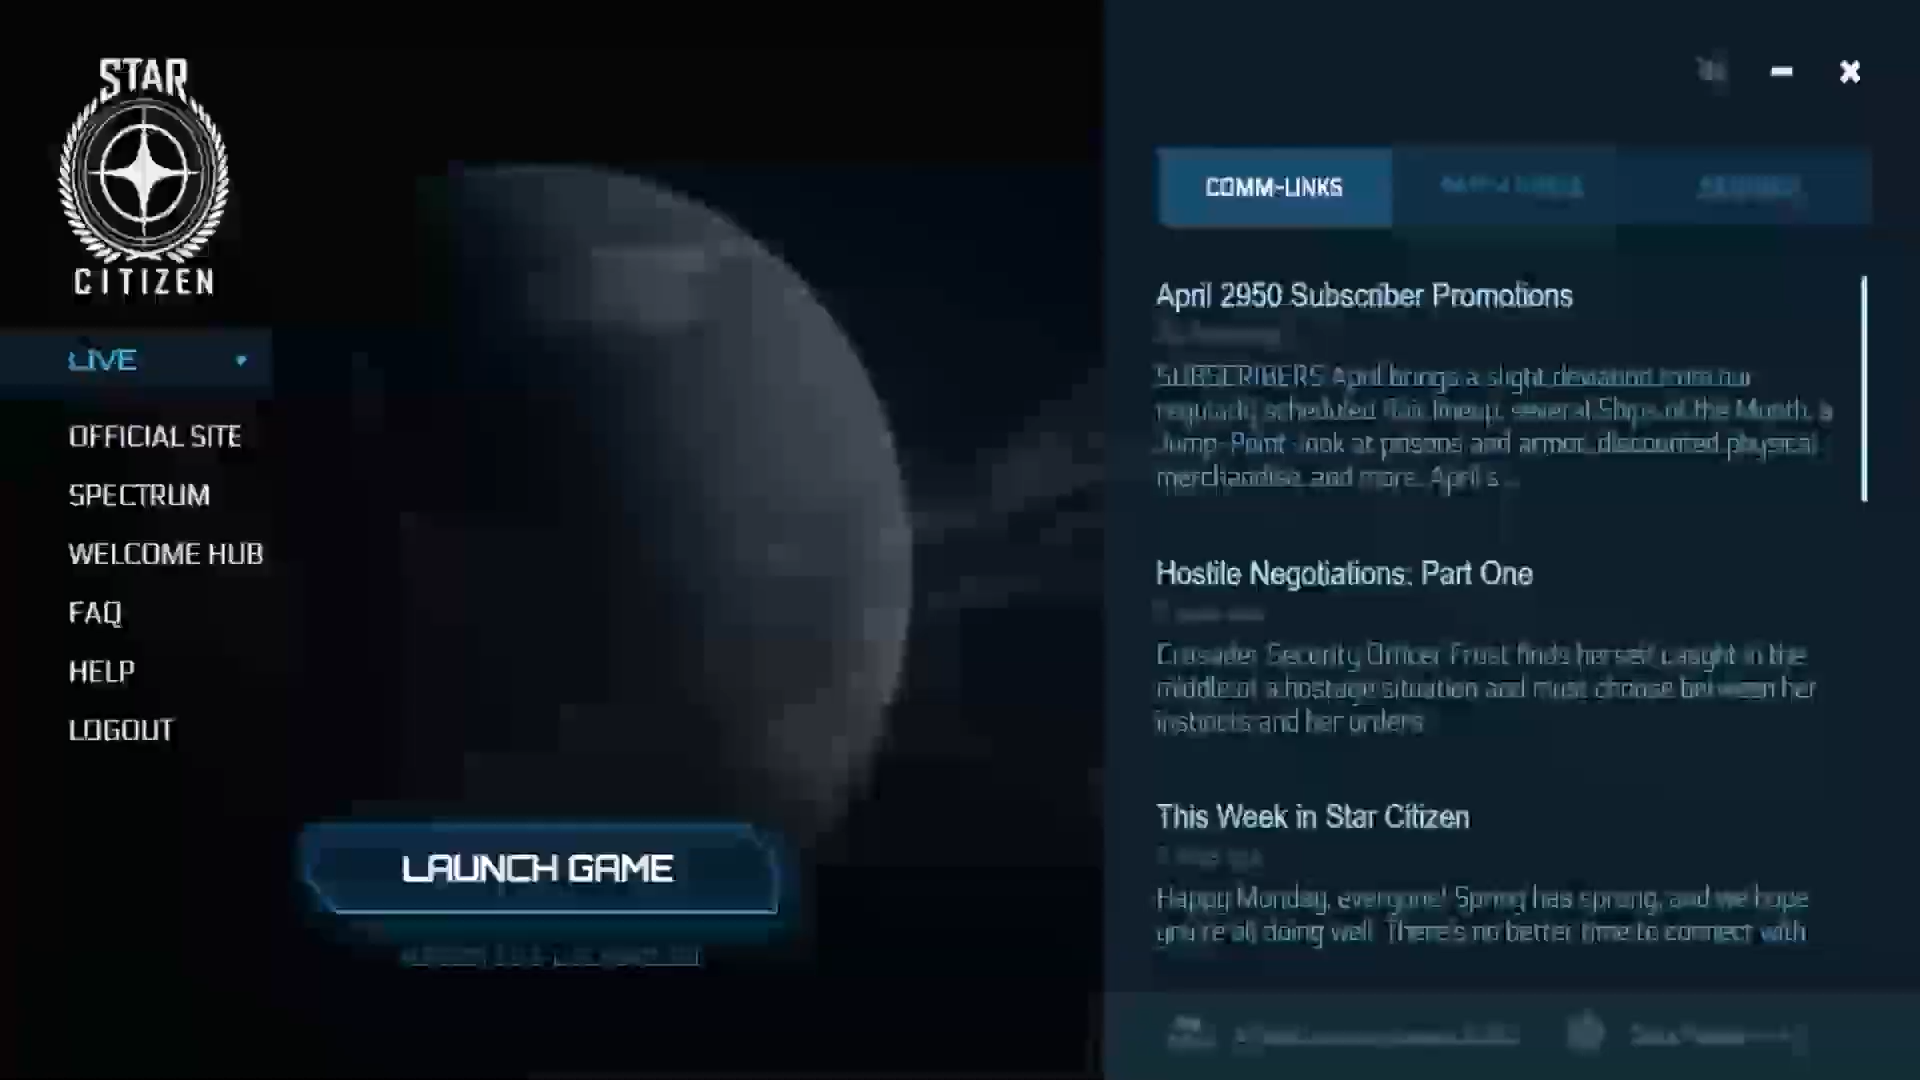 STAR
CITIZEN
LIVE
OFFICIAL SITE
SPECTRUM
WELCOME HUB
FAQ
HELP
LOGOUT
LAUNCH GAME
COMM-LINKS
April 2950 Subscriber Promotions
SUBSCRIBERS April brings a slight deviation from our
regularly scheduled flair lineup, several Ships of the Month, a
Jump Point look at prisons and armor, discounted physical
merchandise, and more. April's...
Hostile Negotiations: Part One
Crusader Security Officer Frost finds herself caught in the
middle of a hostage situation and must choose between her
instincts and her orders
This Week in Star Citizen
Happy Monday, everyone! Spring has sprung, and we hope
you're all doing well. There's no better time to connect with